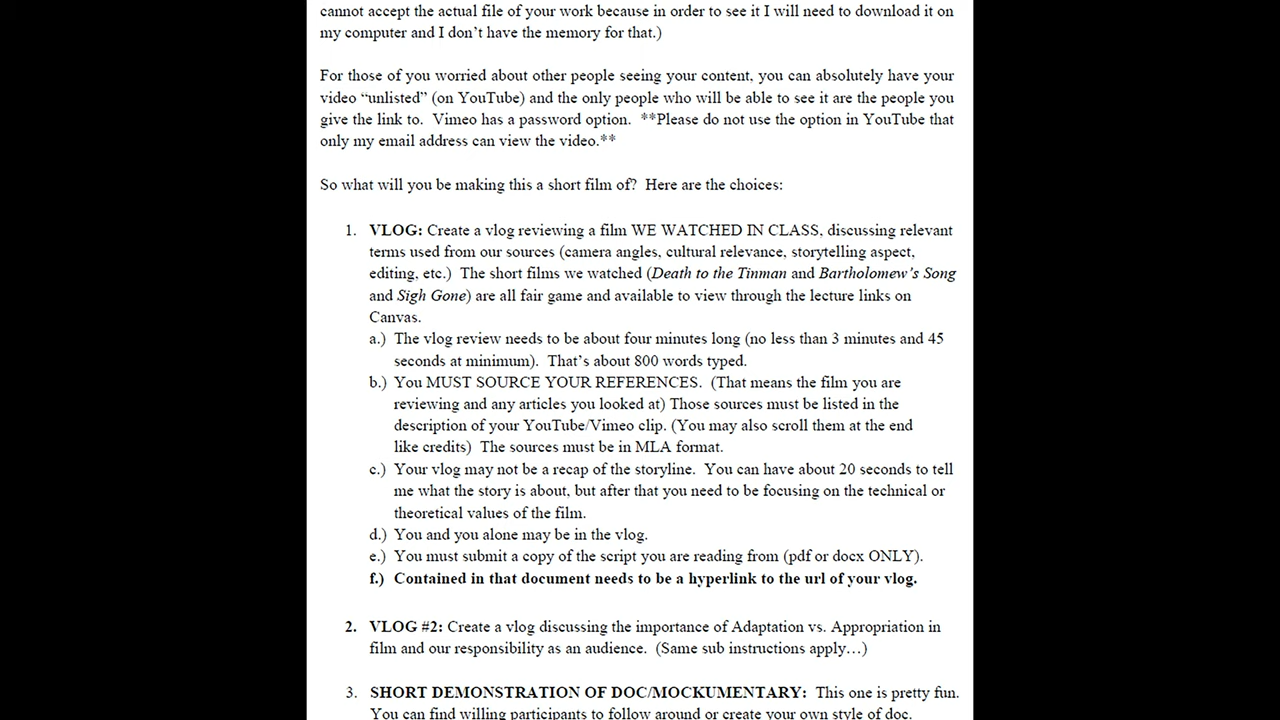 cannot accept the actual file of your work because in order to see it I will need to download it on
my computer and I don’t have the memory for that.)
For those of you worried about other people seeing your content, you can absolutely have your
video “unlisted” (on YouTube) and the only people who will be able to see it are the people you
give the link to.  Vimeo has a password option.  **Please do not use the option in YouTube that
only my email address can view the video.**
So what will you be making this a short film of?  Here are the choices:
1. VLOG: Create a vlog reviewing a film WE WATCHED IN CLASS, discussing relevant
terms used from our sources (camera angles, cultural relevance, storytelling aspect,
editing, etc.)  The short films we watched (Death to the Tinman and Bartholomew’s Song
and Sigh Gone) are all fair game and available to view through the lecture links on
Canvas.
a.) The vlog review needs to be about four minutes long (no less than 3 minutes and 45
seconds at minimum).  That’s about 800 words typed.
b.) You MUST SOURCE YOUR REFERENCES.  (That means the film you are
reviewing and any articles you looked at) Those sources must be listed in the
description of your YouTube/Vimeo clip. (You may also scroll them at the end
like credits)  The sources must be in MLA format.
c.) Your vlog may not be a recap of the storyline.  You can have about 20 seconds to tell
me what the story is about, but after that you need to be focusing on the technical or
theoretical values of the film.
d.) You and you alone may be in the vlog.
e.) You must submit a copy of the script you are reading from (pdf or docx ONLY).
f.) Contained in that document needs to be a hyperlink to the url of your vlog.
2. VLOG #2: Create a vlog discussing the importance of Adaptation vs. Appropriation in
film and our responsibility as an audience.  (Same sub instructions apply…)
3. SHORT DEMONSTRATION OF DOC/MOCKUMENTARY:  This one is pretty fun.
You can find willing participants to follow around or create your own style of doc.